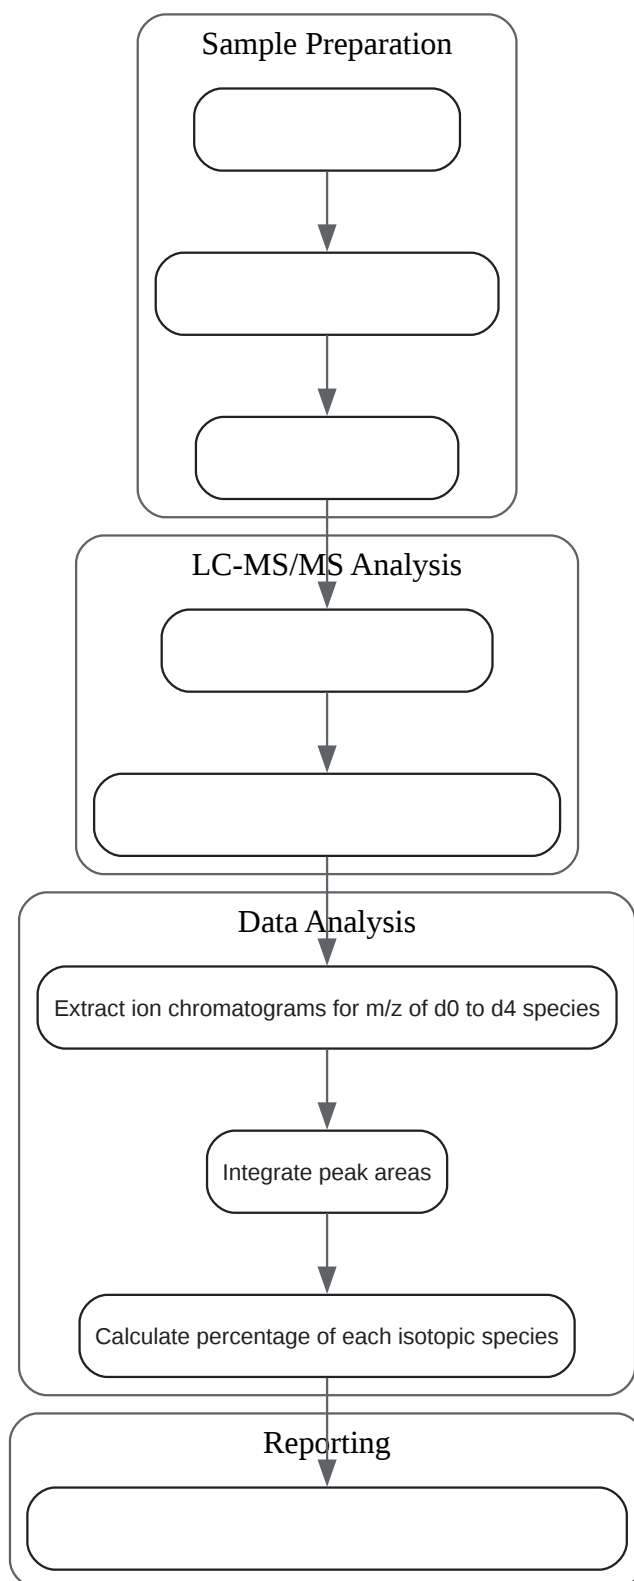 Sample Preparation
LC-MS/MS Analysis
Data Analysis
Extract ion chromatograms for m/z of d0 to d4 species
Integrate peak areas
Calculate percentage of each isotopic species
Reporting